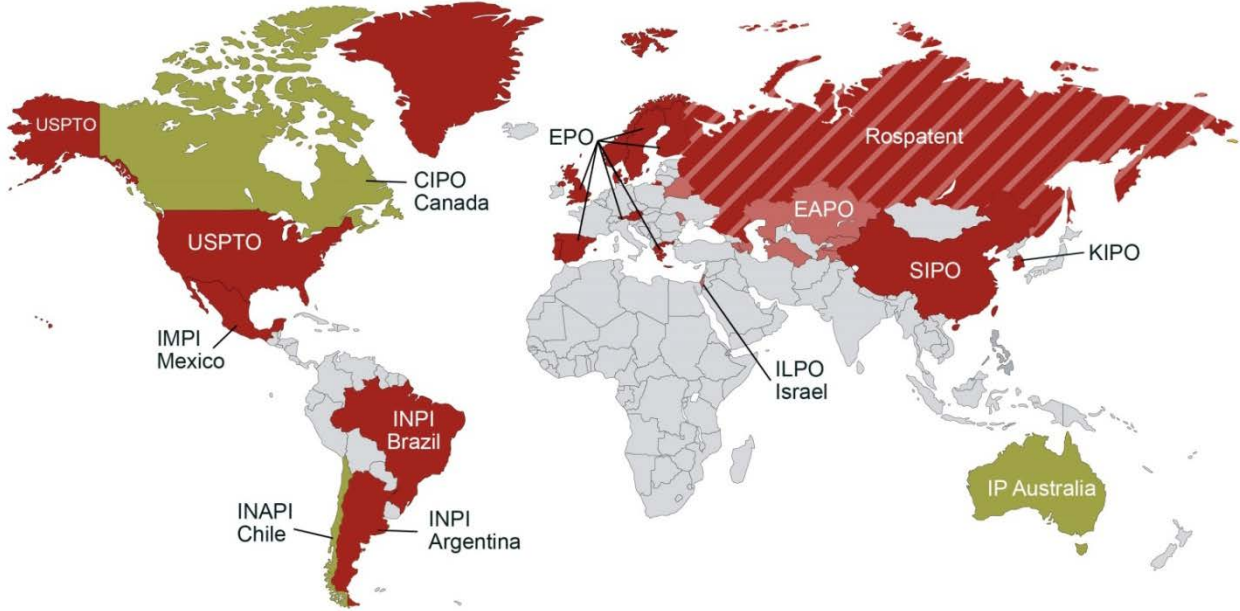 USPTO
EPO
Rospatent
CIPO
Canada
EAPO
USPTO
KIPO
SIPO
IMPI
Mexico
ILPO
Israel
INPI
Brazil
IP Australia
INAPI
Chile
INPI
Argentina